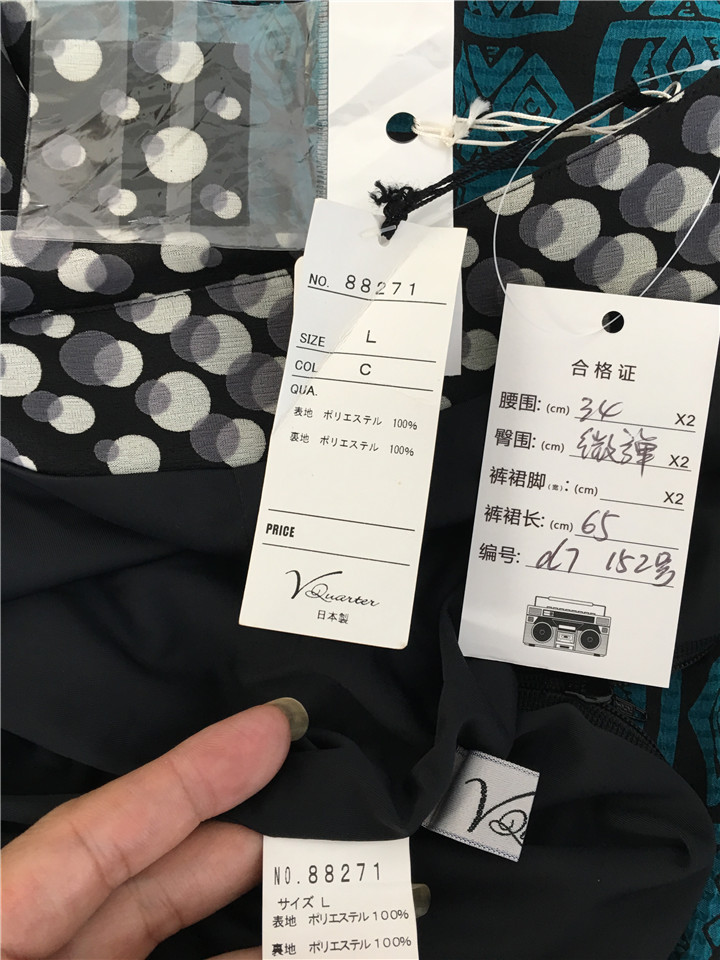 NO. 88271
SIZE L
COL C
QUA.
表地 ポリエステル 100%
裏地 ポリエステル 100%
PRICE
V Quarter
日本製
合格证
腰围: (cm) 34 X2
臀围: (cm) 微彈 X2
裤裙脚(宽): (cm) X2
裤裙长: (cm) 65
编号: d7 152号
NO. 88271
サイズ L
表地 ポリエステル100%
裏地 ポリエステル100%